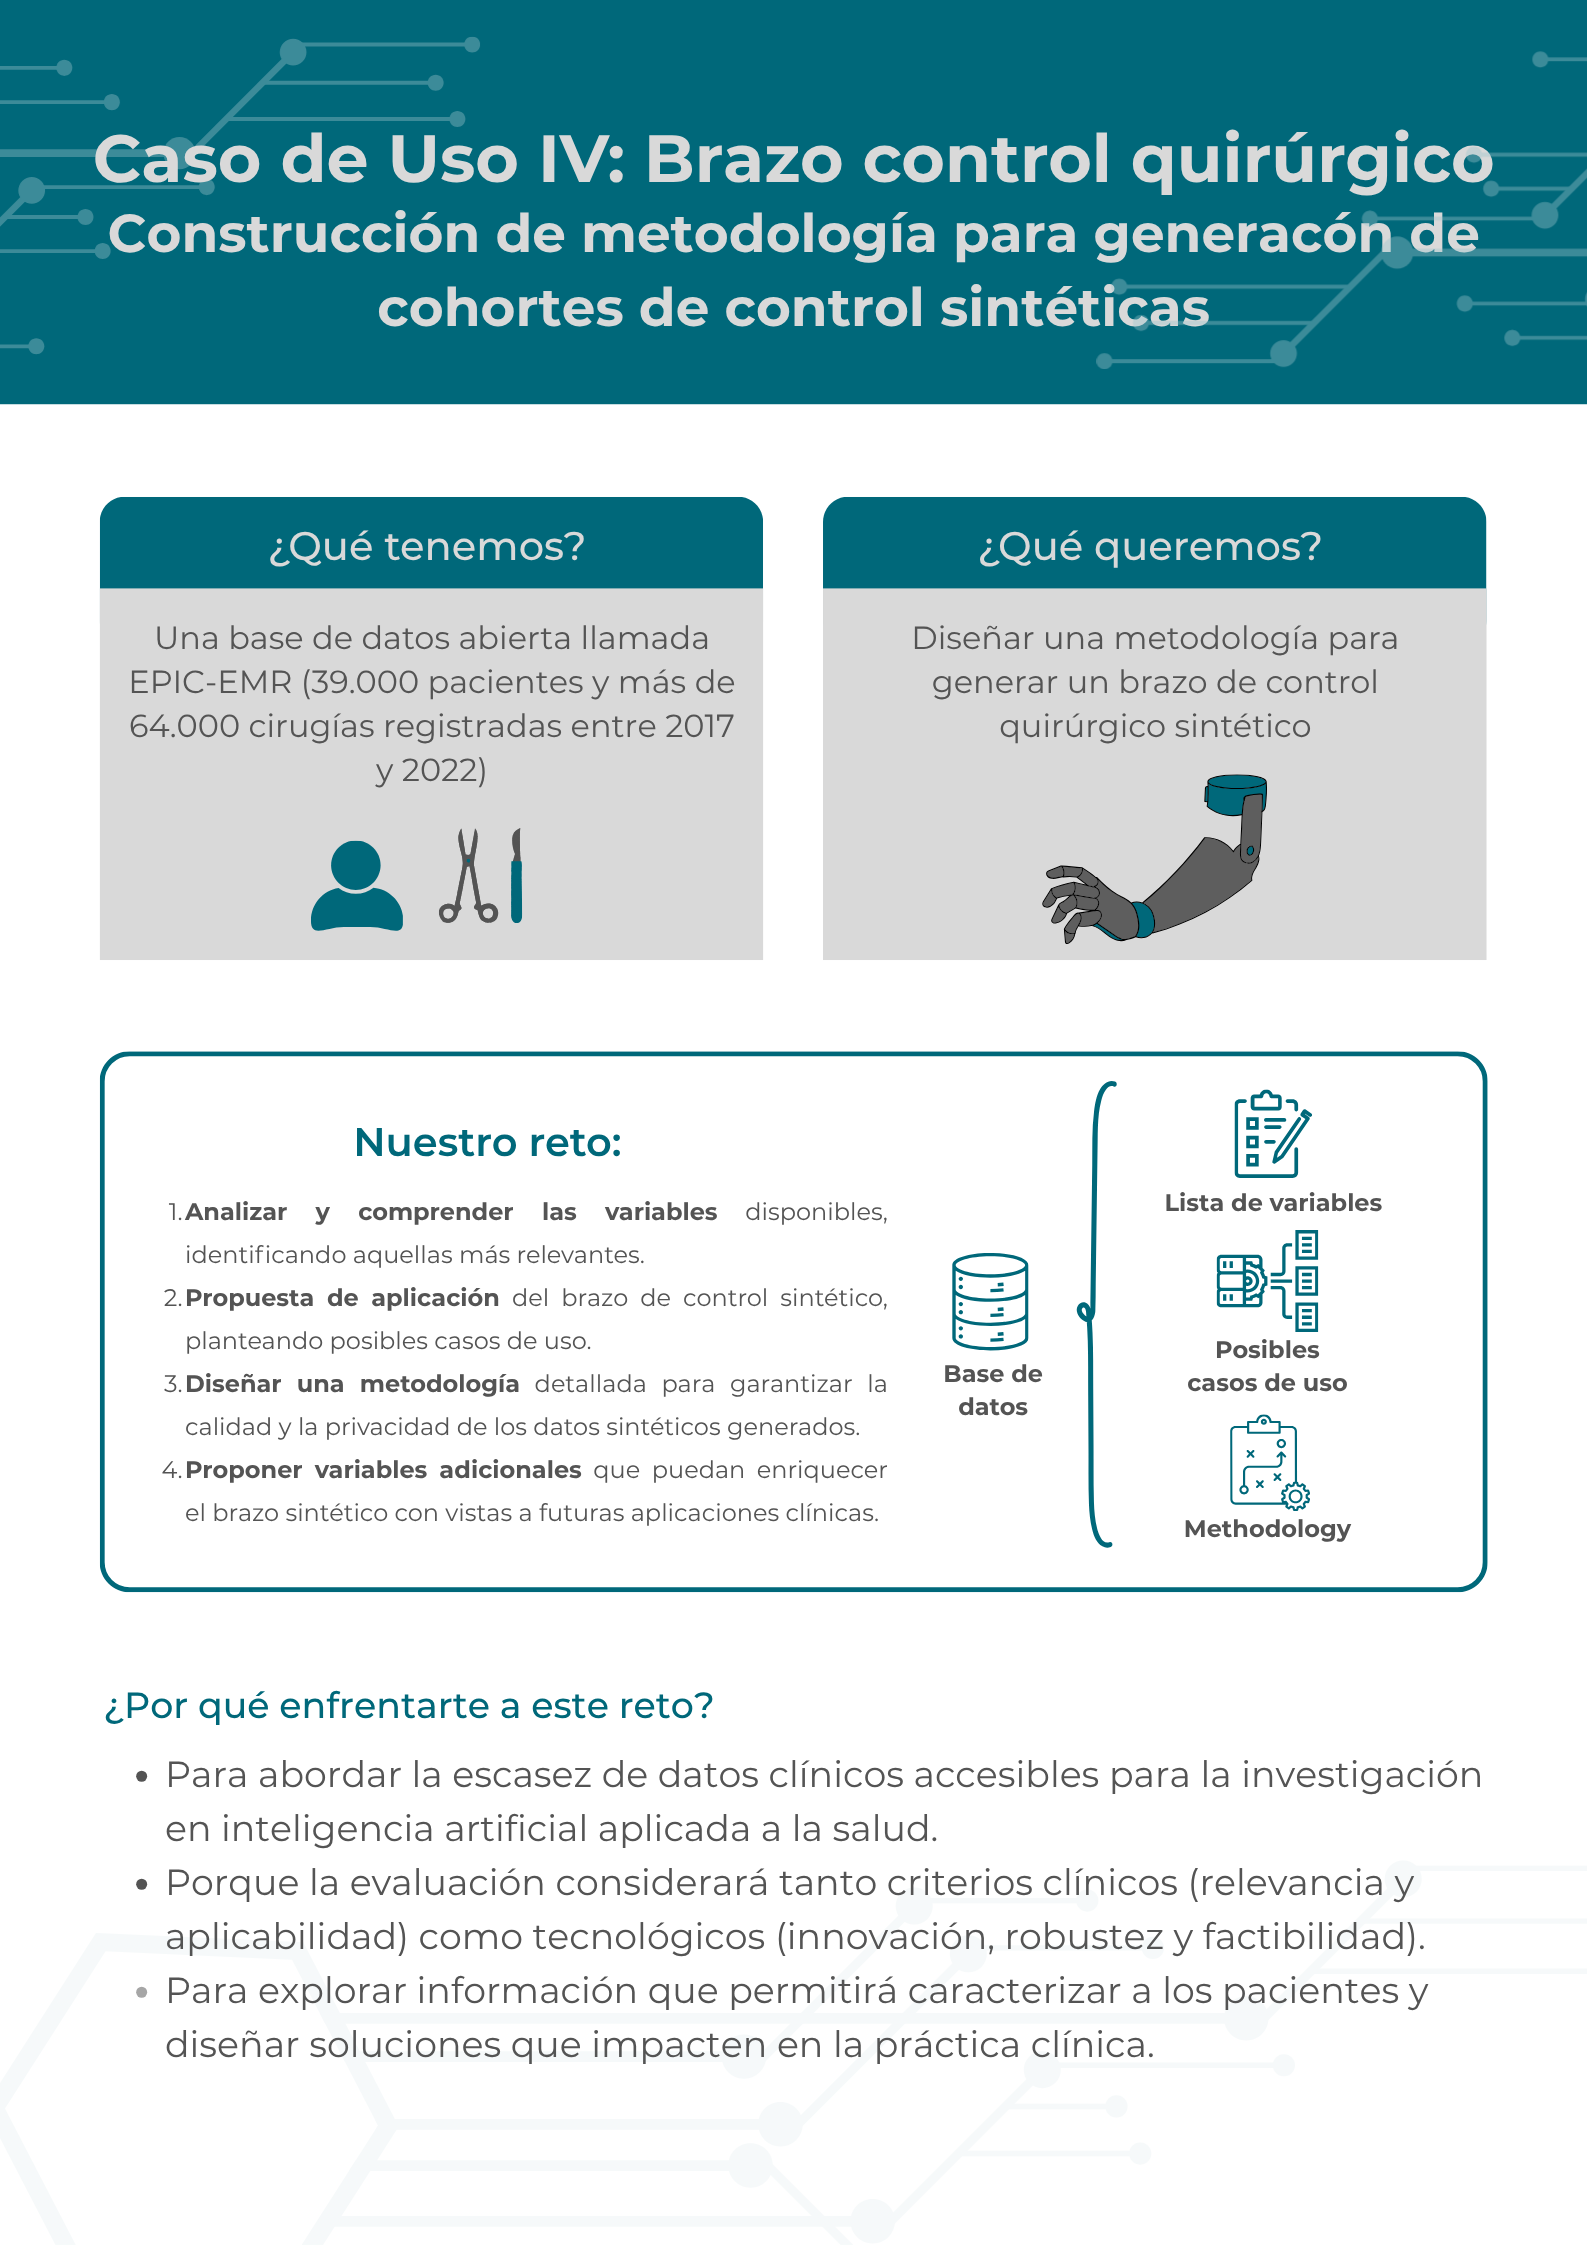 Caso de Uso IV: Brazo control quirúrgico
Construcción de metodología para generacón de
cohortes de control sintéticas
¿Qué tenemos?
Una base de datos abierta llamada
EPIC-EMR (39.000 pacientes y más de
64.000 cirugías registradas entre 2017
y 2022)
¿Qué queremos?
Diseñar una metodología para
generar un brazo de control
quirúrgico sintético
Nuestro reto:
1. Analizar y comprender las variables disponibles,
identificando aquellas más relevantes.
2. Propuesta de aplicación del brazo de control sintético,
planteando posibles casos de uso.
3. Diseñar una metodología detallada para garantizar la
calidad y la privacidad de los datos sintéticos generados.
4. Proponer variables adicionales que puedan enriquecer
el brazo sintético con vistas a futuras aplicaciones clínicas.
Base de
datos
Lista de variables
Posibles
casos de uso
Methodology
¿Por qué enfrentarte a este reto?
• Para abordar la escasez de datos clínicos accesibles para la investigación
en inteligencia artificial aplicada a la salud.
• Porque la evaluación considerará tanto criterios clínicos (relevancia y
aplicabilidad) como tecnológicos (innovación, robustez y factibilidad).
• Para explorar información que permitirá caracterizar a los pacientes y
diseñar soluciones que impacten en la práctica clínica.